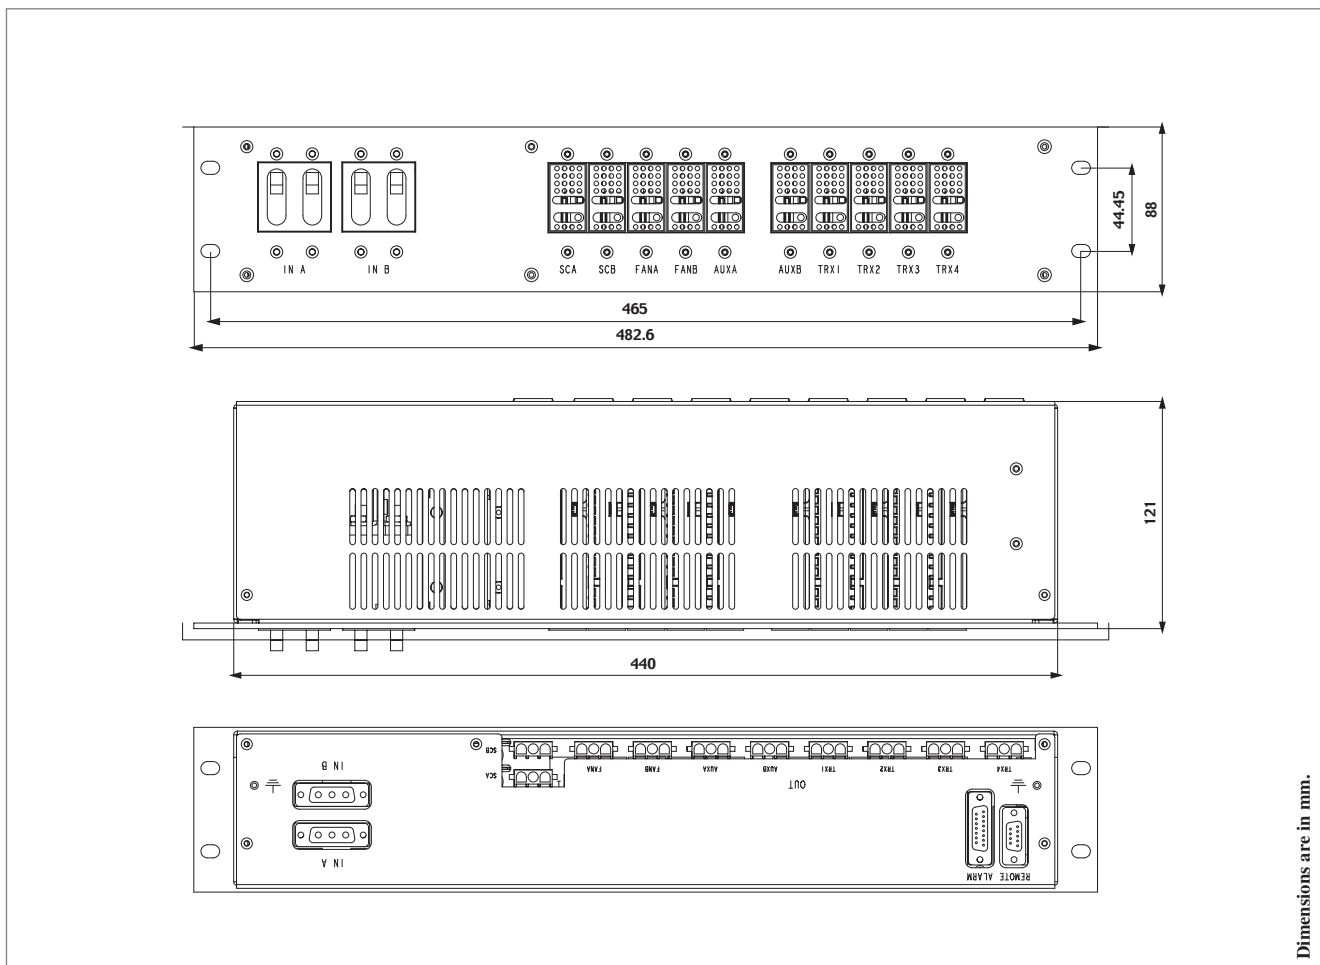 IN A
IN B
SCA
SCB
FANA
FANB
AUXA
AUXB
TRX1
TRX2
TRX3
TRX4
44.45
88
465
482.6
121
440
SCB
SCA
FANA
FANB
AUXA
AUXB
TRX1
TRX2
TRX3
TRX4
OUT
IN B
IN A
ALARM
REMOTE
Dimensions are in mm.